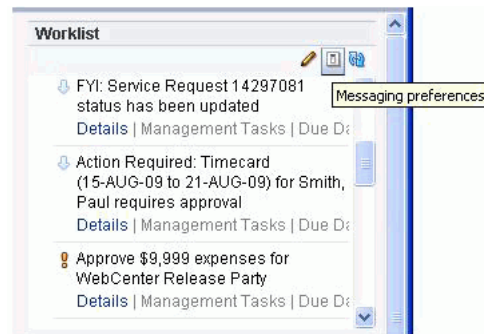 Worklist
FYI: Service Request 14297081
status has been updated
Messaging preferences
Details | Management Tasks | Due Da
Action Required: Timecard
(15-AUG-09 to 21-AUG-09) for Smith,
Paul requires approval
Details | Management Tasks | Due Da
Approve $9,999 expenses for
WebCenter Release Party
Details | Management Tasks | Due Da